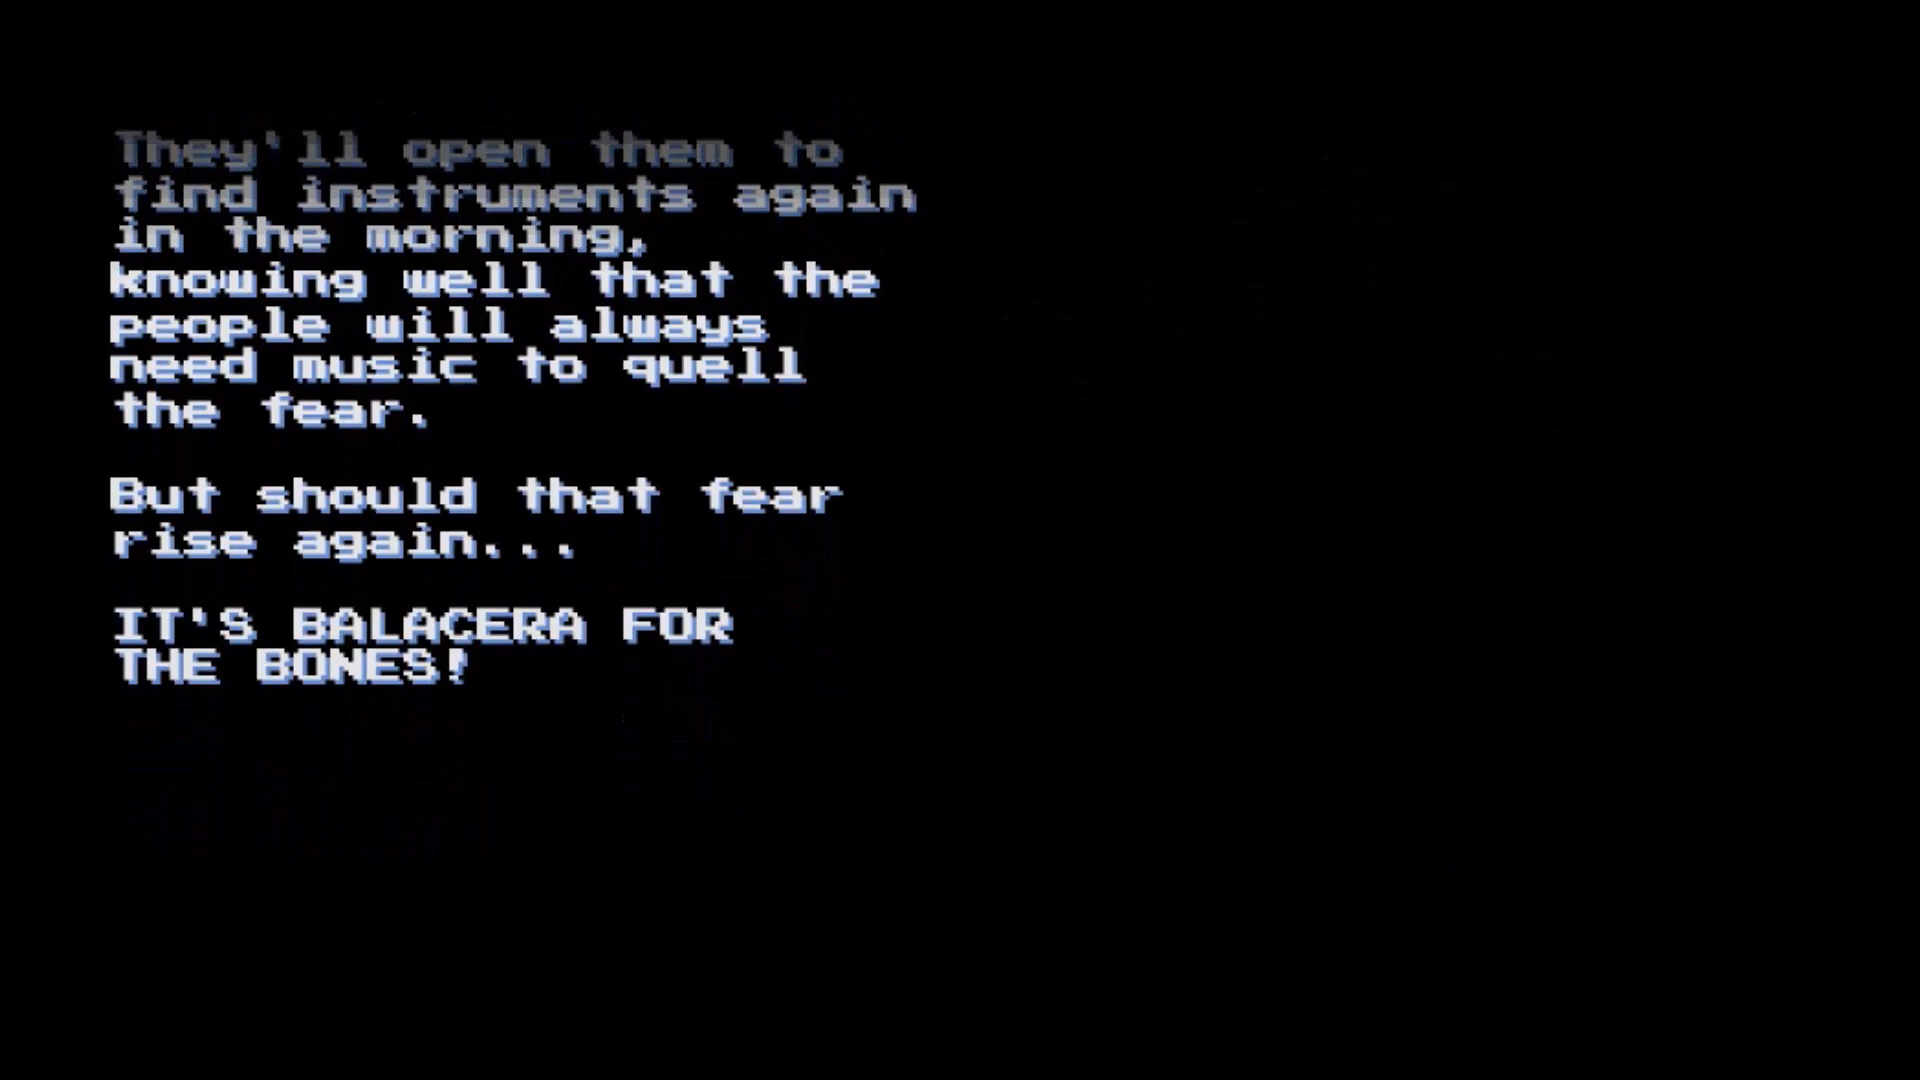 They'll open them to
find instruments again
in the morning,
knowing well that the
people will always
need music to quell
the fear.
But should that fear
rise again...
IT'S BALACERA FOR
THE BONES!